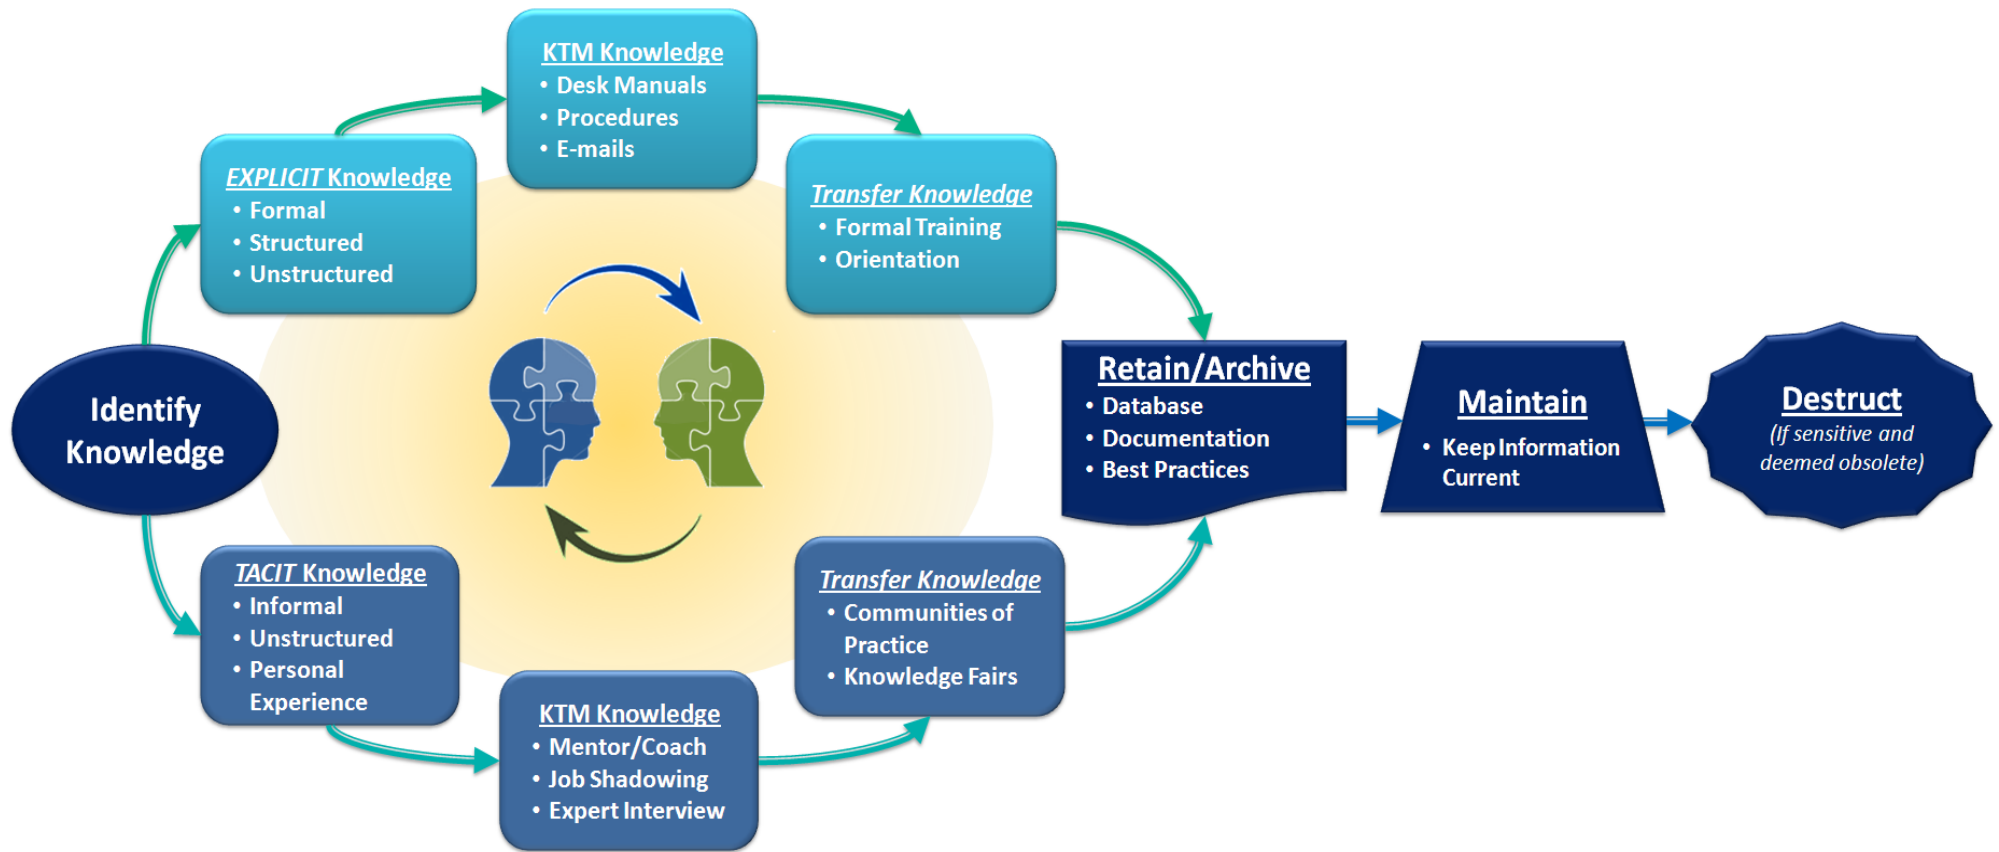 Identify
Knowledge
EXPLICIT Knowledge
• Formal
• Structured
• Unstructured
KTM Knowledge
• Desk Manuals
• Procedures
• E-mails
Transfer Knowledge
• Formal Training
• Orientation
TACIT Knowledge
• Informal
• Unstructured
• Personal
Experience
KTM Knowledge
• Mentor/Coach
• Job Shadowing
• Expert Interview
Transfer Knowledge
• Communities of
Practice
• Knowledge Fairs
Retain/Archive
• Database
• Documentation
• Best Practices
Maintain
• Keep Information
Current
Destruct
(If sensitive and
deemed obsolete)